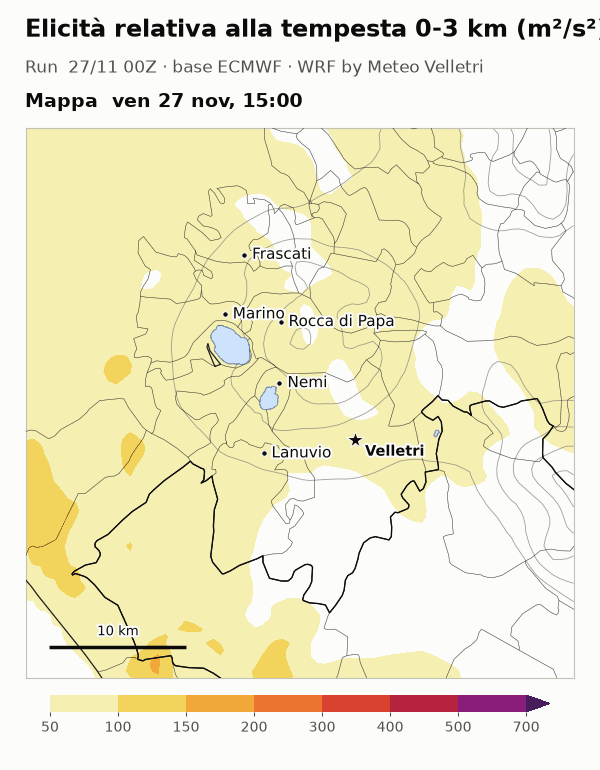 Elicità relativa alla tempesta 0-3 km (m²/s²)
Run  27/11 00Z · base ECMWF · WRF by Meteo Velletri
Mappa  ven 27 nov, 15:00
Frascati
Marino
Rocca di Papa
Nemi
Velletri
Lanuvio
10 km
50 100 150 200 300 400 500 700